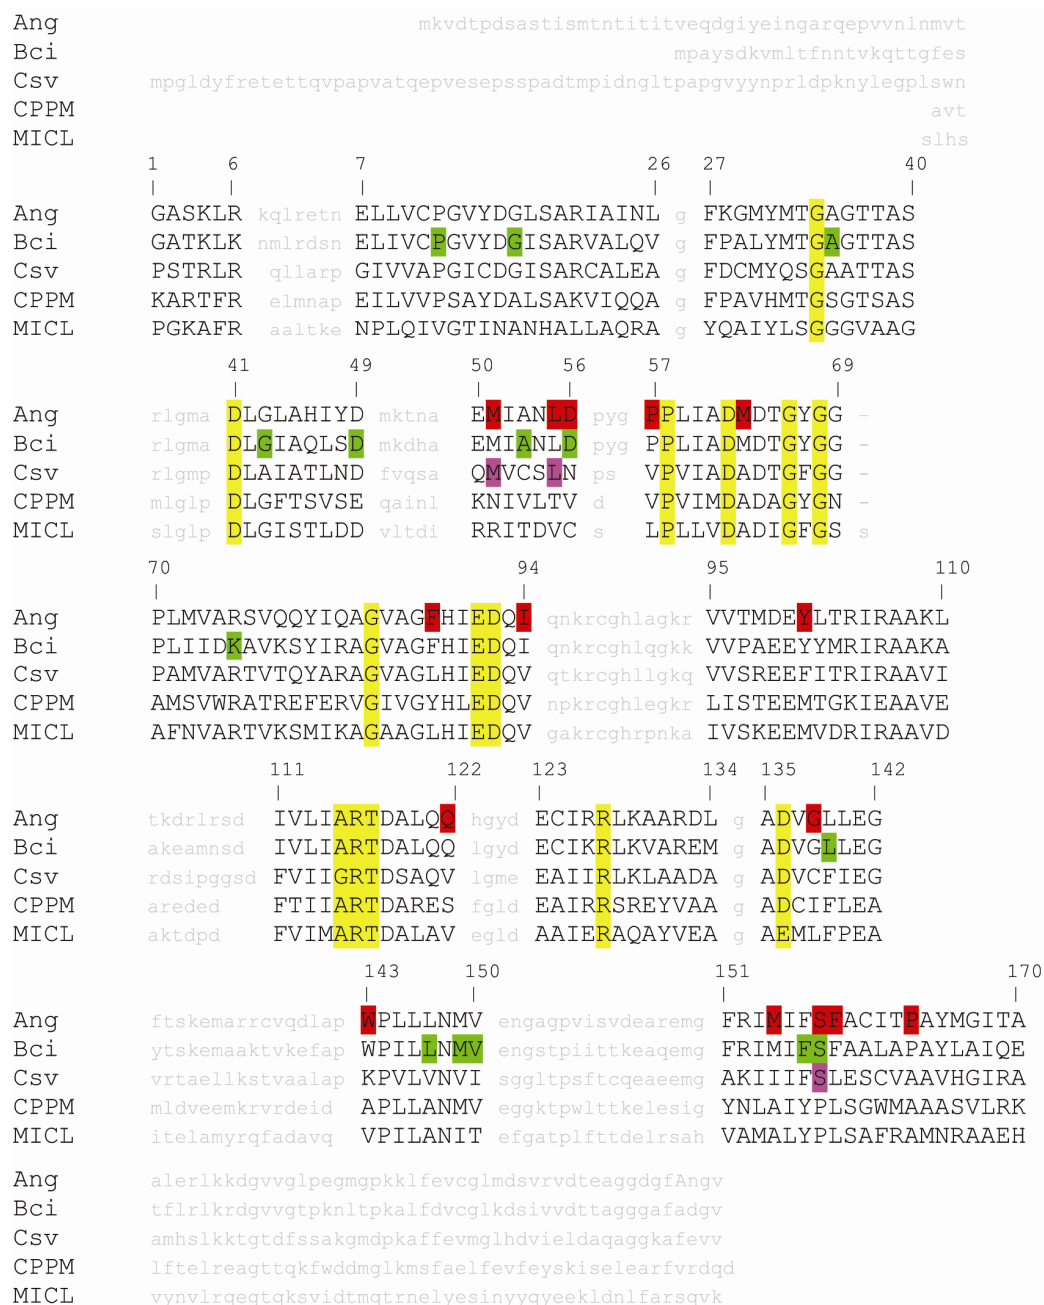 Ang mkvdtpdsastismtntititveqdgiyeingarqepvvnlnmvt
Bci mpaysdkvmltfnntvkqttgfes
Csv mpgldyfretettqvpapvatqepvesepsspadtmpidngltpapgvyynprldpknylegplswn
CPPM avt
MICL slhs
1 6 7 26 27 40
Ang GASKLR kqlretn ELLVCPGVYDGLSARIAINL g FKGMYMTGAGTTAS
Bci GATKLK nmlrdsn ELIVCPGVYDGISARVALQV g FPALYMTGAGTTAS
Csv PSTRLR qllarp GIVVAPGICDGISARCALEA g FDCMYQSGAATTAS
CPPM KARTFR elmnap EILVVPSAYDALSAKVIQQA g FPAVHMTGSGTSAS
MICL PGKAFR aaltke NPLQIVGTINANHALLAQRA g YQAIYLSGGGVAAG
41 49 50 56 57 69
Ang rlgma DLGLAHIYD mktna EMIANLD pyg PPLIADMDTGYGG -
Bci rlgma DLGIAQLSD mkdha EMIANLD pyg PPLIADMDTGYGG -
Csv rlgmp DLAIATLND fvqsa QMVCSLN ps VPVIADADTGFGG -
CPPM mlglp DLGFTSVSE qainl KNIVLTV d VPVIMDADAGYGN -
MICL slglp DLGISTLDD vltdi RRITDVC s LPLLVDADIGFGS s
70 94 95 110
Ang PLMVARSVQQYIQAGVAGFHIEDQI qnkrcghlagkr VVTMDEYLTRIRAAKL
Bci PLIIDKAVKSYIRAGVAGFHIEDQI qnkrcghlqgkk VVPAEEYYMRIRAAKA
Csv PAMVARTVTQYARAGVAGLHIEDQV qtkrcghllgkq VVSREEFITRIRAAVI
CPPM AMSVWRATREFERVGIVGYHLEDQV npkrcghlegkr LISTEEMTGKIEAAVE
MICL AFNVARTVKSMIKAGAAGLHIEDQV gakrcghrpnka IVSKEEMVDRIRAAVD
111 122 123 134 135 142
Ang tkdrlrsd IVLIARTDALQQ hgyd ECIRRLKAARDL g ADVGLLEG
Bci akeamnsd IVLIARTDALQQ lgyd ECIKRLKVAREM g ADVGLLEG
Csv rdsipggsd FVIIGRTDSAQV lgme EAIIRLKLAADA g ADVCFIEG
CPPM areded FTIIARTDARES fgld EAIRRSREYVAA g ADCIFLEA
MICL aktdpd FVIMARTDALAV egld AAIERAQAYVEA g AEMLFPEA
143 150 151 170
Ang ftskemarrcvqdlap WPLLLNMV engagpvisvdearemg FRIMIFSFACITPAYMGITA
Bci ytskemaaktvkefap WPILLNMV engstpiittkeaqemg FRIMIFSFAALAPAYLAIQE
Csv vrtaellkstvaalap KPVLVNVI sggltpsftcqeaeemg AKIIIFSLESCVAAVHGIRA
CPPM mldveemkrvrdeid APLLANMV eggktpwlttkelesig YNLAIYPLSGWMAAASVLRK
MICL itelamyrqfadavq VPILANIT efgatplfttdelrsah VAMALYPLSAFRAMNRAAEH
Ang alerlkkdgvvglpegmgpkklfevcglmdsvrvdteaggdgfAngv
Bci tflrlkrdgvvgtpknltpkalfdvcglkdsivvdttagggafadgv
Csv amhslkktgtdfssakgmdpkaffevmglhdvieldaqaggkafevv
CPPM lftelreagttqkfwddmglkmsfaelfevfeyskiselearfvrdqd
MICL vynvlrqegtqksvidtmqtrnelyesinyyqyeekldnlfarsqvk